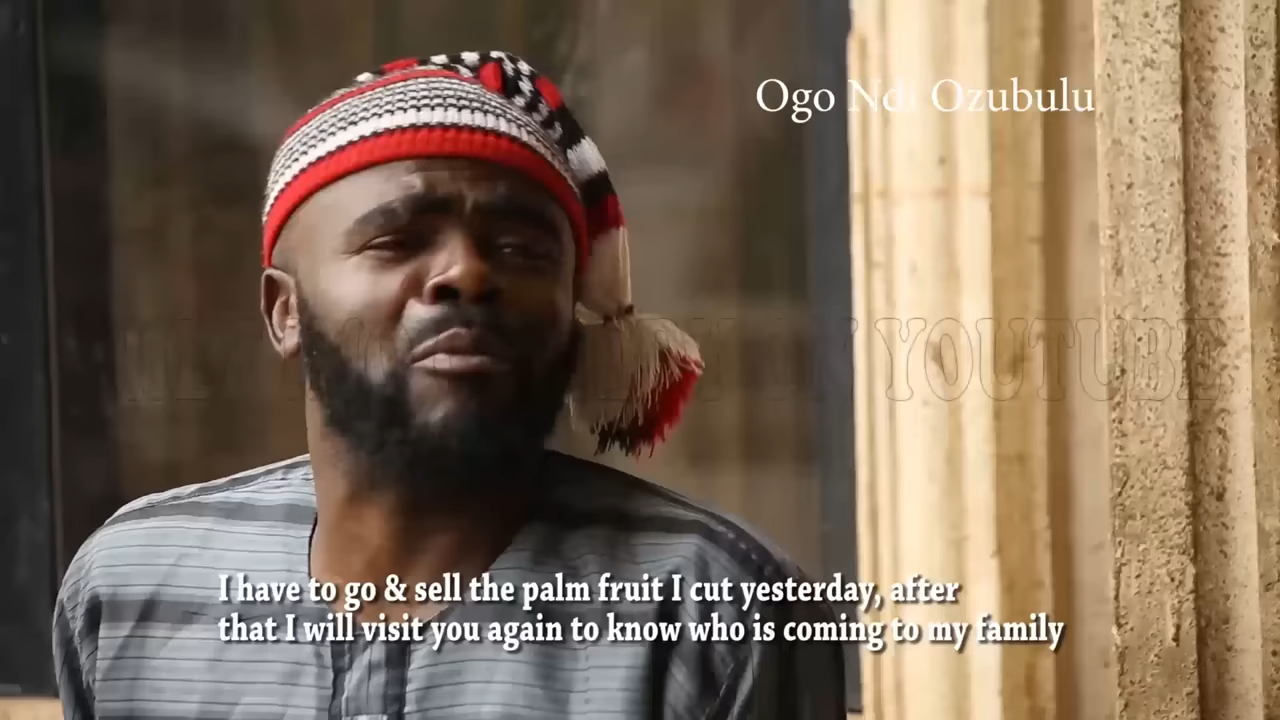 Ogo Ndi Ozubulu
YOUTUBE
I have to go & sell the palm fruit I cut yesterday, after
that I will visit you again to know who is coming to my family